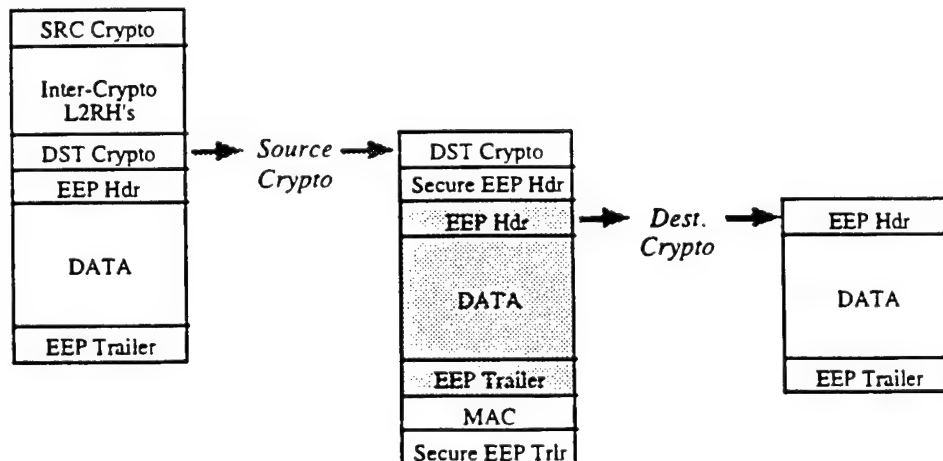 SRC Crypto
Inter-Crypto
L2RH's
DST Crypto
EEP Hdr
DATA
EEP Trailer
Source
Crypto
DST Crypto
Secure EEP Hdr
EEP Hdr
DATA
EEP Trailer
MAC
Secure EEP Trlr
Dest.
Crypto
EEP Hdr
DATA
EEP Trailer